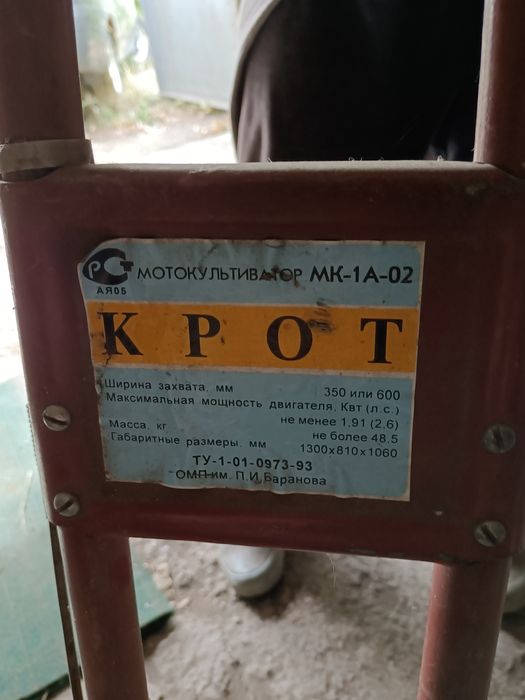 РСТ
АЯ05
МОТОКУЛЬТИВАТОР МК-1А-02
КРОТ
Ширина захвата, мм 350 или 600
Максимальная мощность двигателя, Квт (л.с.)
не менее 1,91 (2,6)
Масса, кг не более 48.5
Габаритные размеры, мм 1300х810х1060
ТУ-1-01-0973-93
ОМП им. П.И.Баранова